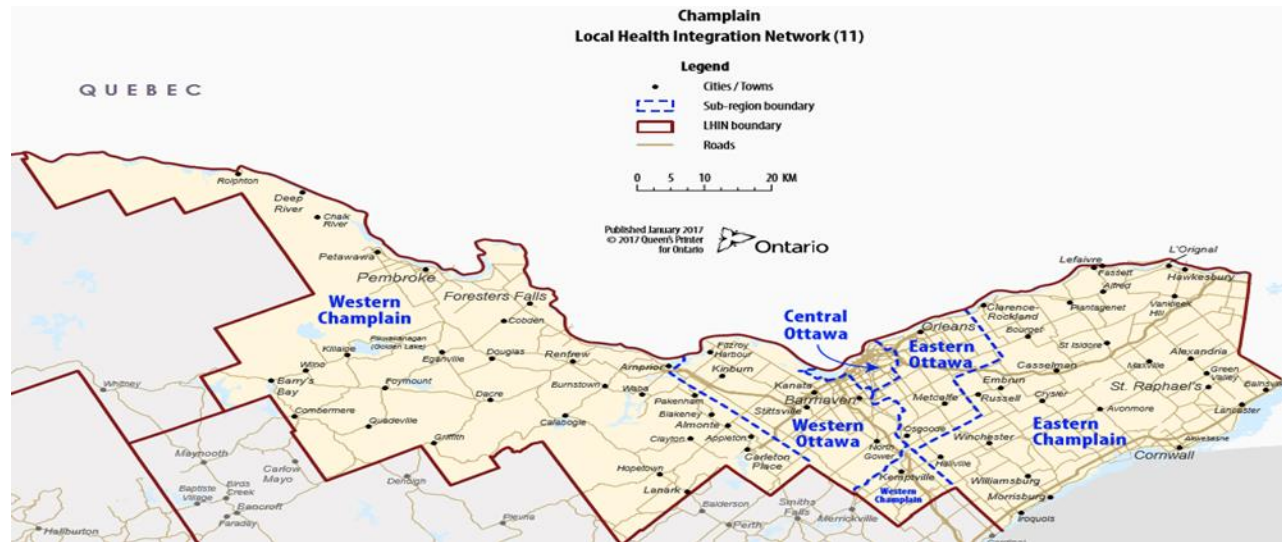 Champlain
Local Health Integration Network (11)
Legend
Cities / Towns
Sub-region boundary
LHIN boundary
Roads
0 5 10 20 KM
Published January 2017
© 2017 Queen's Printer
for Ontario
Ontario
QUEBEC
Rolphton
Deep
River
Chalk
River
Petawawa
Pembroke
Foresters Falls
Western
Champlain
Cobden
Pikwakanagan
(Golden Lake)
Killaloe
Wilno
Eganville
Douglas
Renfrew
Arnprior
Barry's
Bay
Foymount
Burnstown
Waba
Combermere
Quadeville
Dacre
Calabogie
Griffith
Pakenham
Blakeney
Almonte
Clayton
Appleton
Carleton
Place
Hopetown
Lanark
Fitzroy
Harbour
Kinburn
Kanata
Stittsville
Barrhaven
Western
Ottawa
Central
Ottawa
Eastern
Ottawa
Orleans
Metcalfe
Osgoode
North
Gower
Kemptville
Western
Champlain
Clarence-
Rockland
Bourget
Lefaivre
Fassett
Alfred
Plantagenet
L'Orignal
Hawkesbury
Vankleek
Hill
St Isidore
Casselman
Embrun
Russell
Crysler
Maxville
Alexandria
Green
Valley
St. Raphael's
Bainsville
Lancaster
Avonmore
Winchester
Eastern
Champlain
Akwesasne
Cornwall
Hallville
Williamsburg
Morrisburg
Iroquois
Whitney
Maynooth
Carlow
Mayo
Baptiste
Village
Birds
Creek
Bancroft
Faraday
Haliburton
Denbigh
Plevna
Balderson
Perth
Smiths
Falls
Merrickville